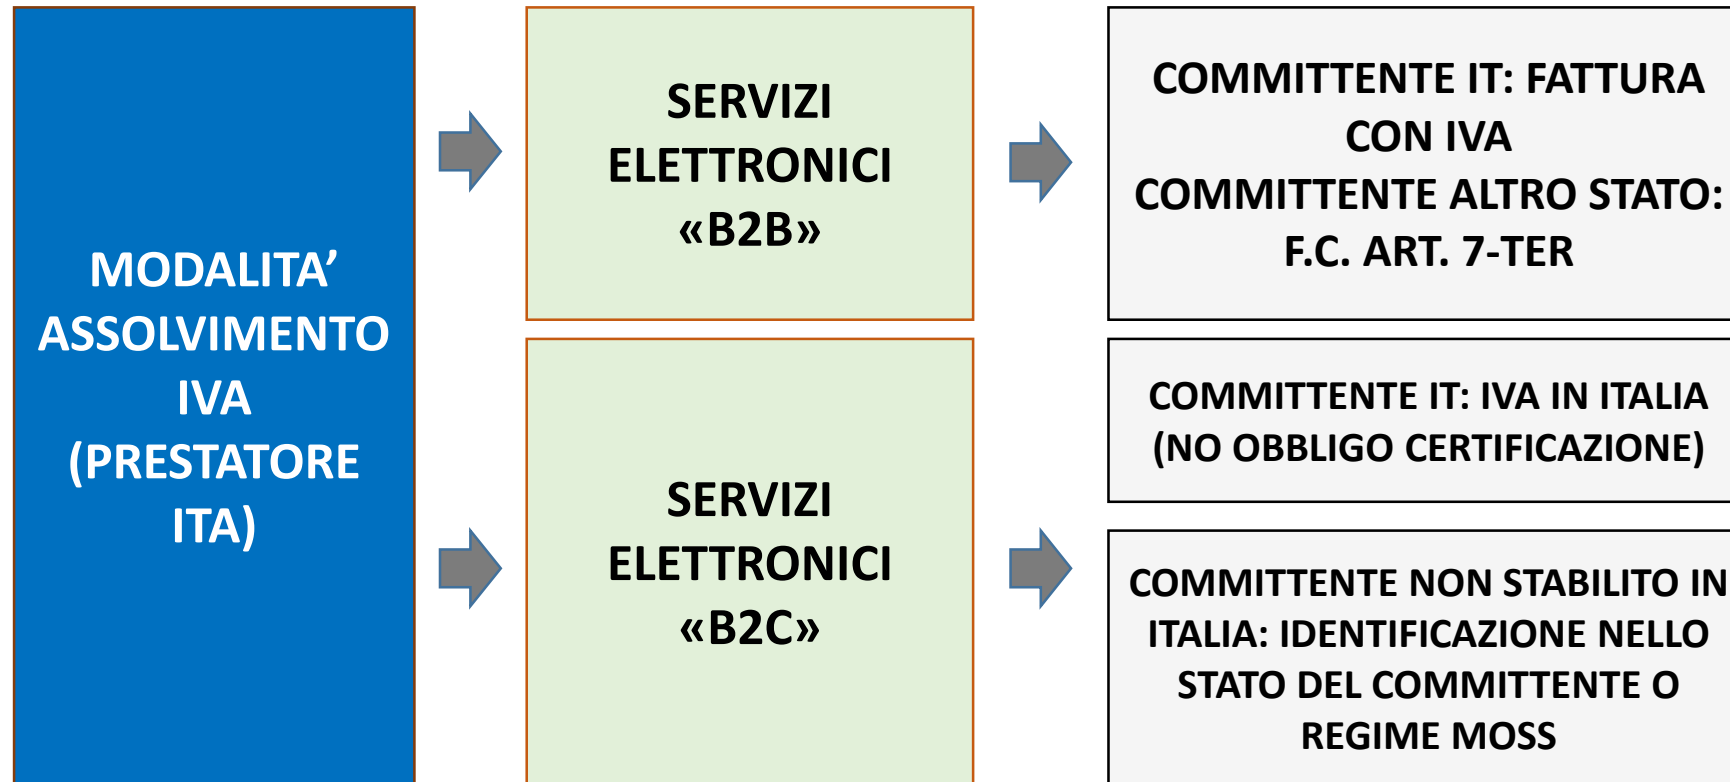 MODALITA’
ASSOLVIMENTO
IVA
(PRESTATORE
ITA)
SERVIZI
ELETTRONICI
«B2B»
COMMITTENTE IT: FATTURA
CON IVA
COMMITTENTE ALTRO STATO:
F.C. ART. 7-TER
SERVIZI
ELETTRONICI
«B2C»
COMMITTENTE IT: IVA IN ITALIA
(NO OBBLIGO CERTIFICAZIONE)
COMMITTENTE NON STABILITO IN
ITALIA: IDENTIFICAZIONE NELLO
STATO DEL COMMITTENTE O
REGIME MOSS